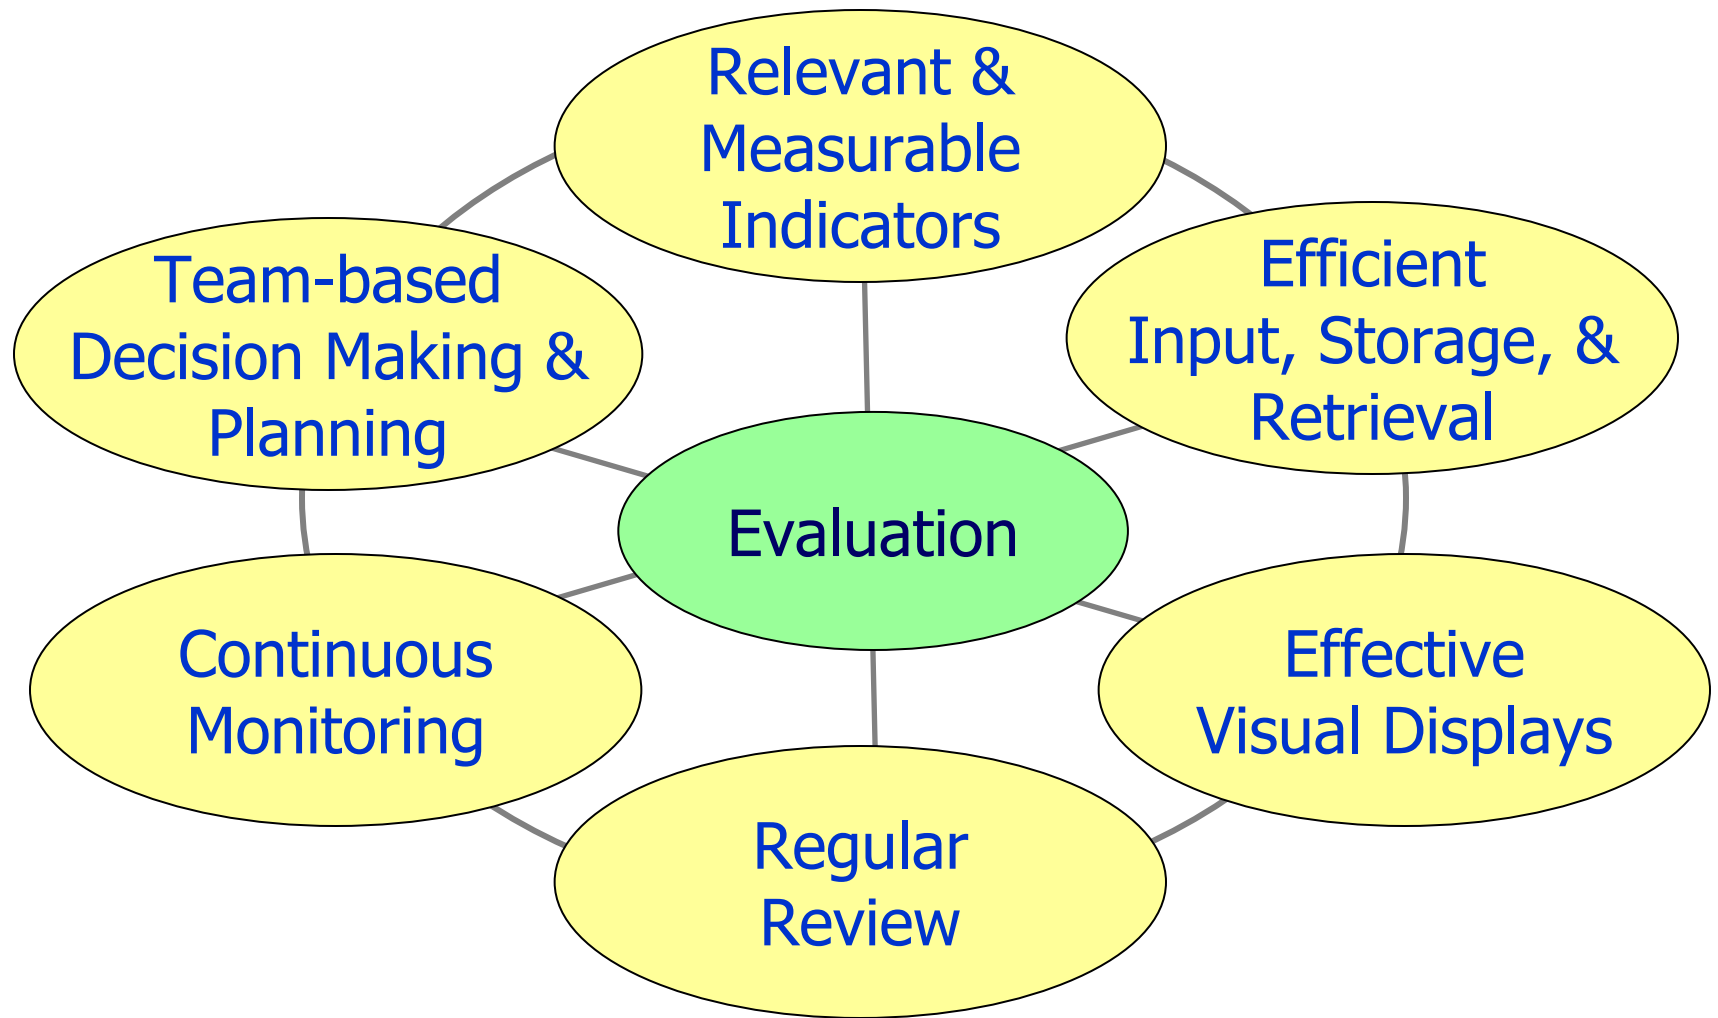 Relevant &
Measurable
Indicators
Efficient
Input, Storage, &
Retrieval
Effective
Visual Displays
Regular
Review
Continuous
Monitoring
Team-based
Decision Making &
Planning
Evaluation